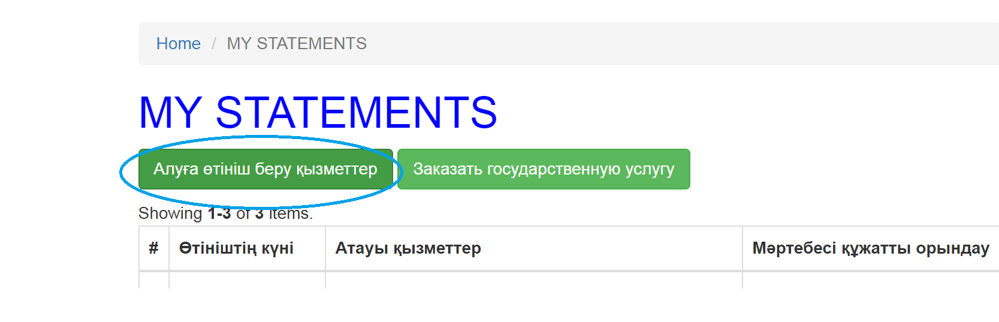 Home / MY STATEMENTS
MY STATEMENTS
Алуға өтініш беру қызметтер Заказать государственную услугу
Showing 1-3 of 3 items.
# Өтініштің күні Атауы қызметтер Мәртебесі құжатты орындау